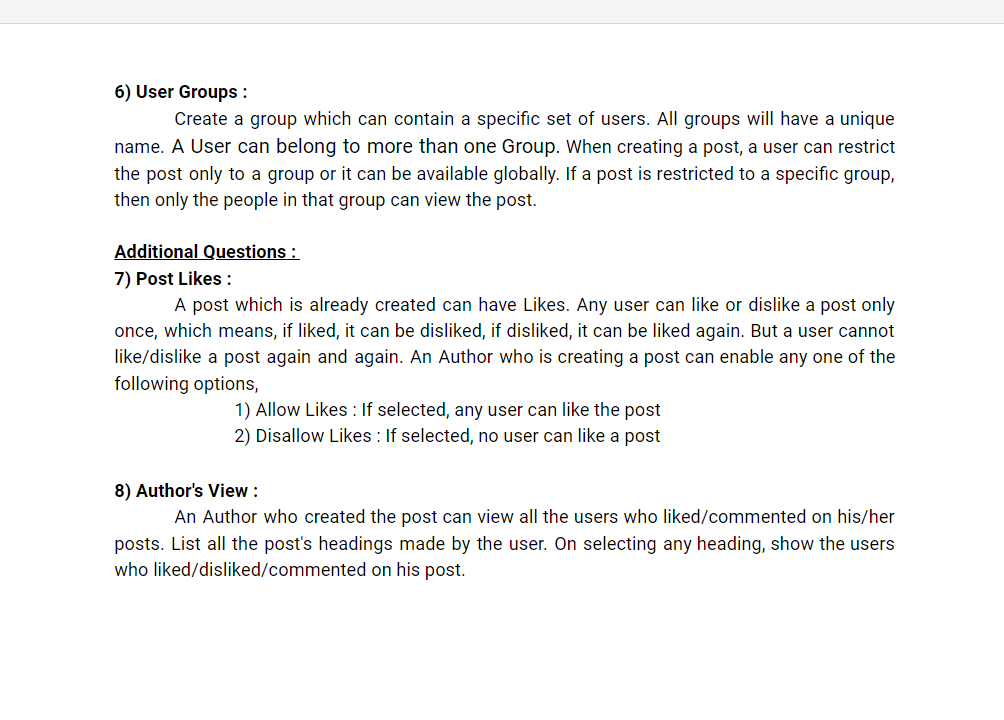 6) User Groups :
Create a group which can contain a specific set of users. All groups will have a unique
name. A User can belong to more than one Group. When creating a post, a user can restrict
the post only to a group or it can be available globally. If a post is restricted to a specific group,
then only the people in that group can view the post.
Additional Questions :
7) Post Likes :
A post which is already created can have Likes. Any user can like or dislike a post only
once, which means, if liked, it can be disliked, if disliked, it can be liked again. But a user cannot
like/dislike a post again and again. An Author who is creating a post can enable any one of the
following options,
1) Allow Likes : If selected, any user can like the post
2) Disallow Likes : If selected, no user can like a post
8) Author's View :
An Author who created the post can view all the users who liked/commented on his/her
posts. List all the post's headings made by the user. On selecting any heading, show the users
who liked/disliked/commented on his post.